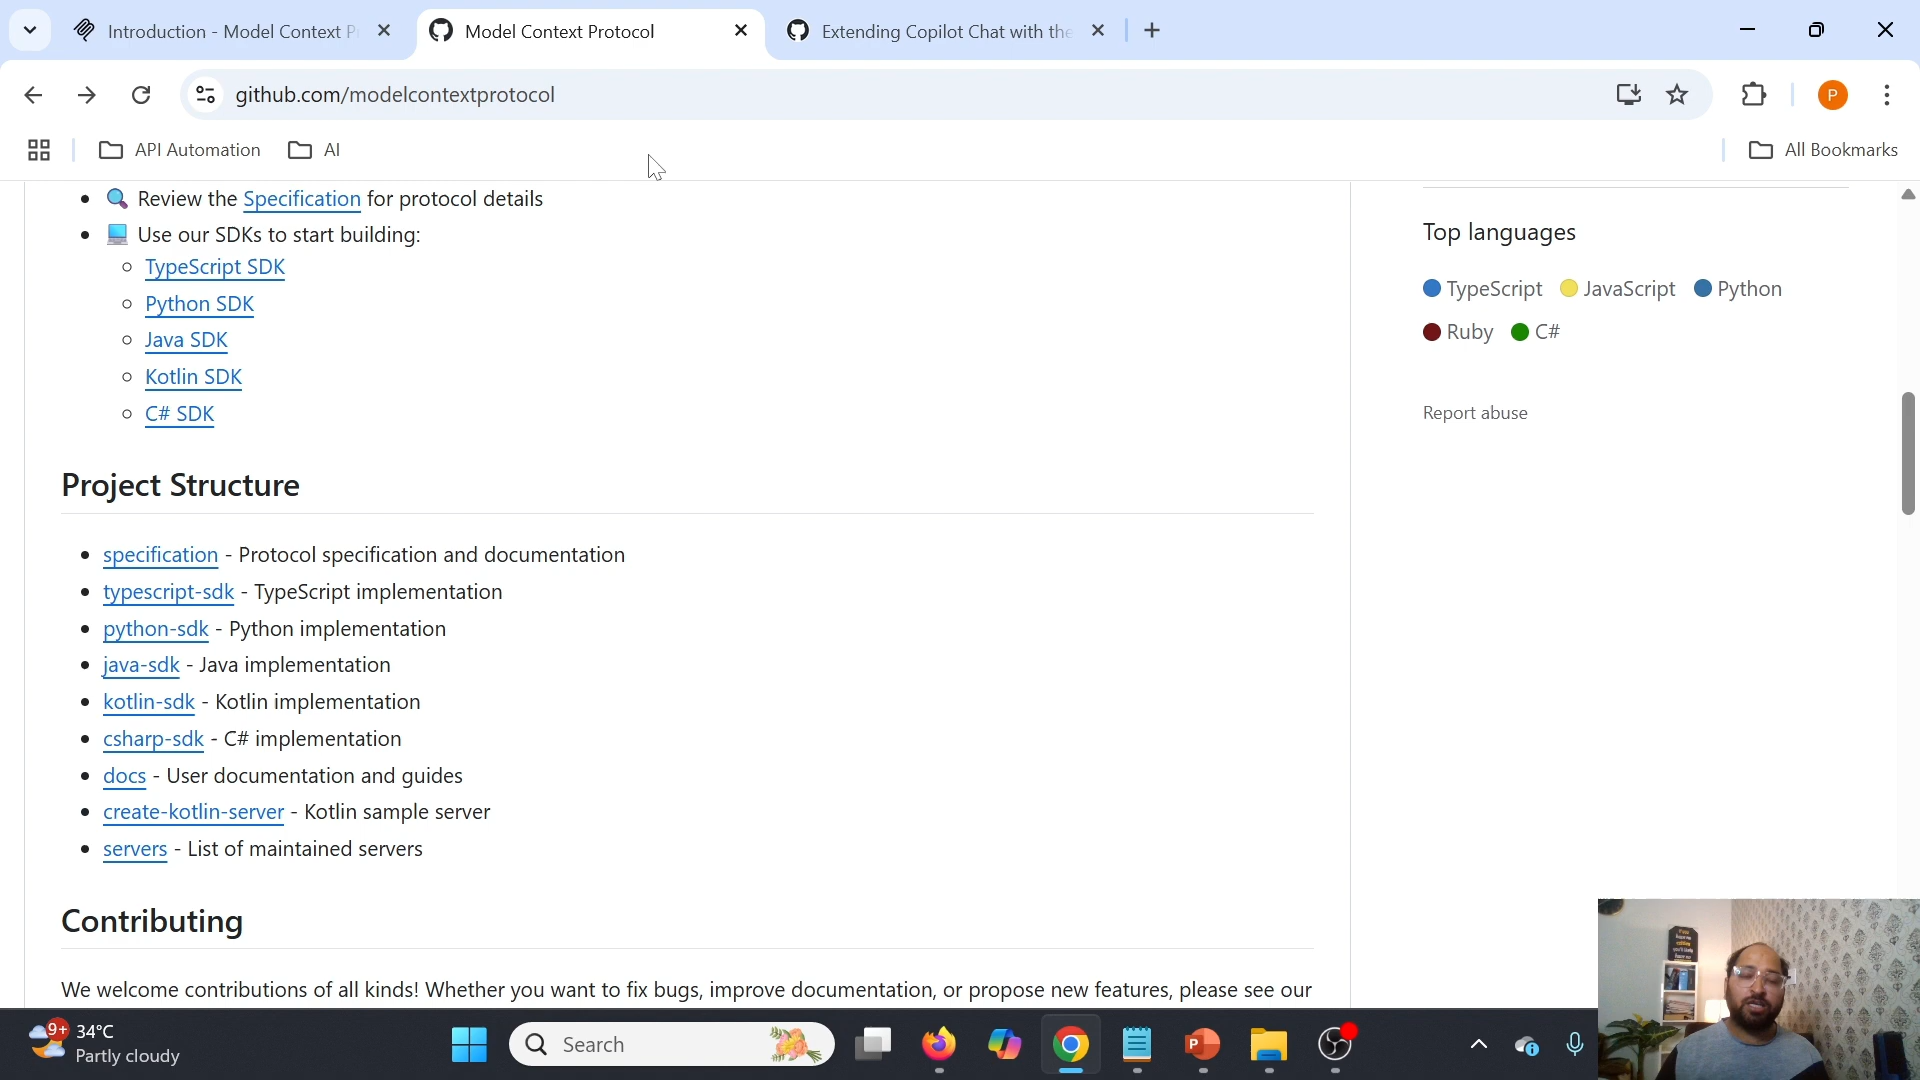 Introduction - Model Context P
Model Context Protocol
Extending Copilot Chat with the
github.com/modelcontextprotocol
P
API Automation
AI
All Bookmarks
Review the Specification for protocol details
Use our SDKs to start building:
TypeScript SDK
Python SDK
Java SDK
Kotlin SDK
C# SDK
Project Structure
specification - Protocol specification and documentation
typescript-sdk - TypeScript implementation
python-sdk - Python implementation
java-sdk - Java implementation
kotlin-sdk - Kotlin implementation
csharp-sdk - C# implementation
docs - User documentation and guides
create-kotlin-server - Kotlin sample server
servers - List of maintained servers
Contributing
We welcome contributions of all kinds! Whether you want to fix bugs, improve documentation, or propose new features, please see our
Top languages
TypeScript JavaScript Python
Ruby C#
Report abuse
9+
34°C
Partly cloudy
Search
P